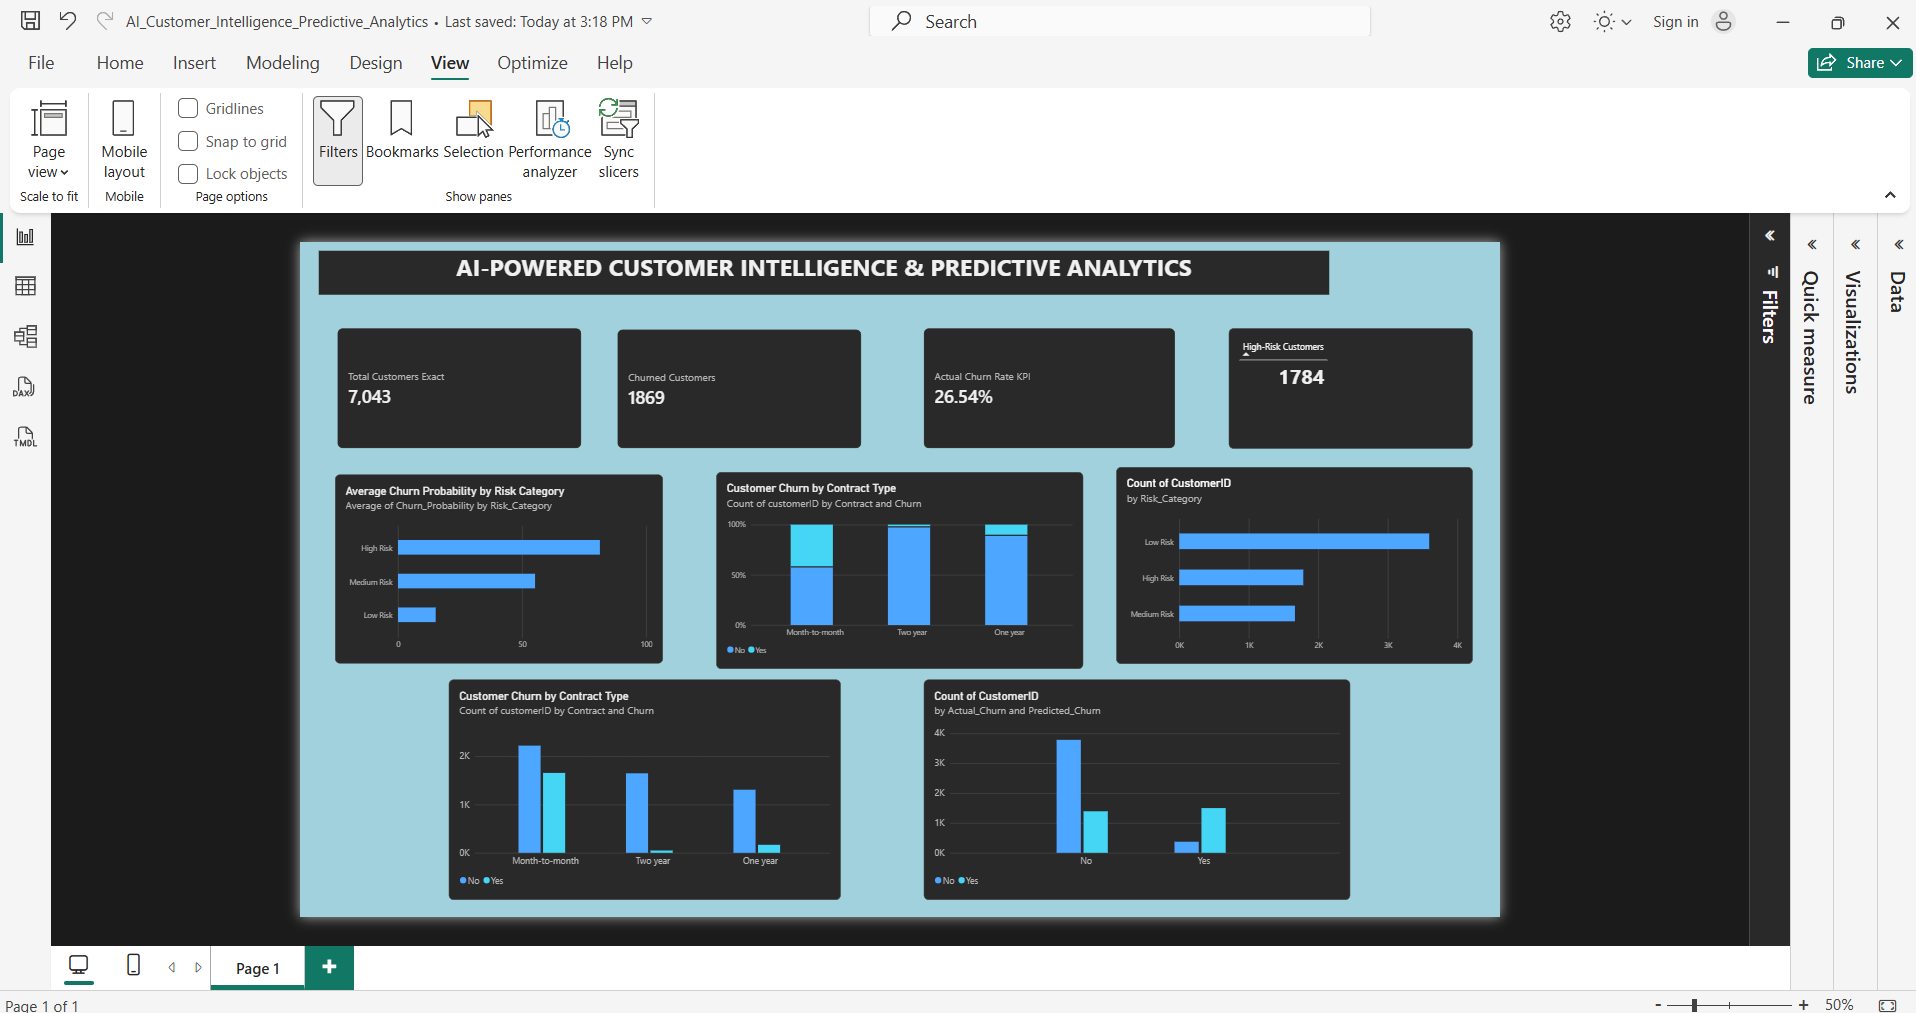 AI_Customer_Intelligence_Predictive_Analytics • Last saved: Today at 3:18 PM
Search
Sign in
File Home Insert Modeling Design View Optimize Help
Share
Page view
Scale to fit
Mobile layout
Mobile
Gridlines
Snap to grid
Lock objects
Page options
Filters
Bookmarks
Selection
Performance analyzer
Sync slicers
Show panes
DAX
TMDL
AI-POWERED CUSTOMER INTELLIGENCE & PREDICTIVE ANALYTICS
Total Customers Exact
7,043
Churned Customers
1869
Actual Churn Rate KPI
26.54%
High-Risk Customers
1784
Average Churn Probability by Risk Category
Average of Churn_Probability by Risk_Category
High Risk
Medium Risk
Low Risk
0 50 100
Customer Churn by Contract Type
Count of customerID by Contract and Churn
100%
50%
0%
Month-to-month Two year One year
No Yes
Count of CustomerID
by Risk_Category
Low Risk
High Risk
Medium Risk
0K 1K 2K 3K 4K
Customer Churn by Contract Type
Count of customerID by Contract and Churn
2K
1K
0K
Month-to-month Two year One year
No Yes
Count of CustomerID
by Actual_Churn and Predicted_Churn
4K
3K
2K
1K
0K
No Yes
No Yes
Filters
Quick measure
Visualizations
Data
Page 1
Page 1 of 1
- + 50%